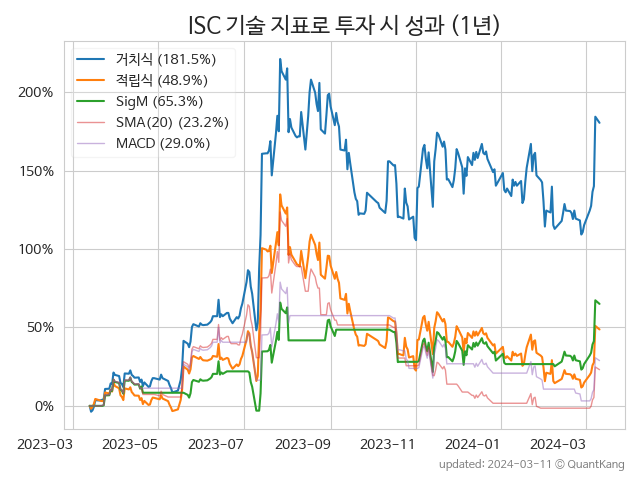 ISC 기술 지표로 투자 시 성과 (1년)
거치식 (181.5%)
적립식 (48.9%)
SigM (65.3%)
SMA(20) (23.2%)
MACD (29.0%)
200%
150%
100%
50%
0%
2023-03 2023-05 2023-07 2023-09 2023-11 2024-01 2024-03
updated: 2024-03-11 © QuantKang